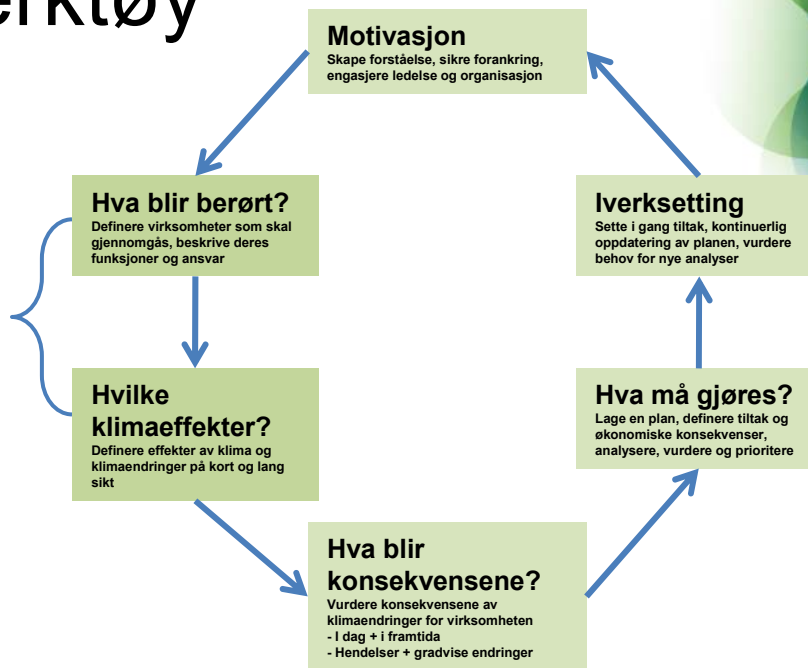 erktøy
Motivasjon
Skape forståelse, sikre forankring,
engasjere ledelse og organisasjon
Hva blir berørt?
Definere virksomheter som skal
gjennomgås, beskrive deres
funksjoner og ansvar
Hvilke
klimaeffekter?
Definere effekter av klima og
klimaendringer på kort og lang
sikt
Hva blir
konsekvensene?
Vurdere konsekvensene av
klimaendringer for virksomheten
- I dag + i framtida
- Hendelser + gradvise endringer
Hva må gjøres?
Lage en plan, definere tiltak og
økonomiske konsekvenser,
analysere, vurdere og prioritere
Iverksetting
Sette i gang tiltak, kontinuerlig
oppdatering av planen, vurdere
behov for nye analyser